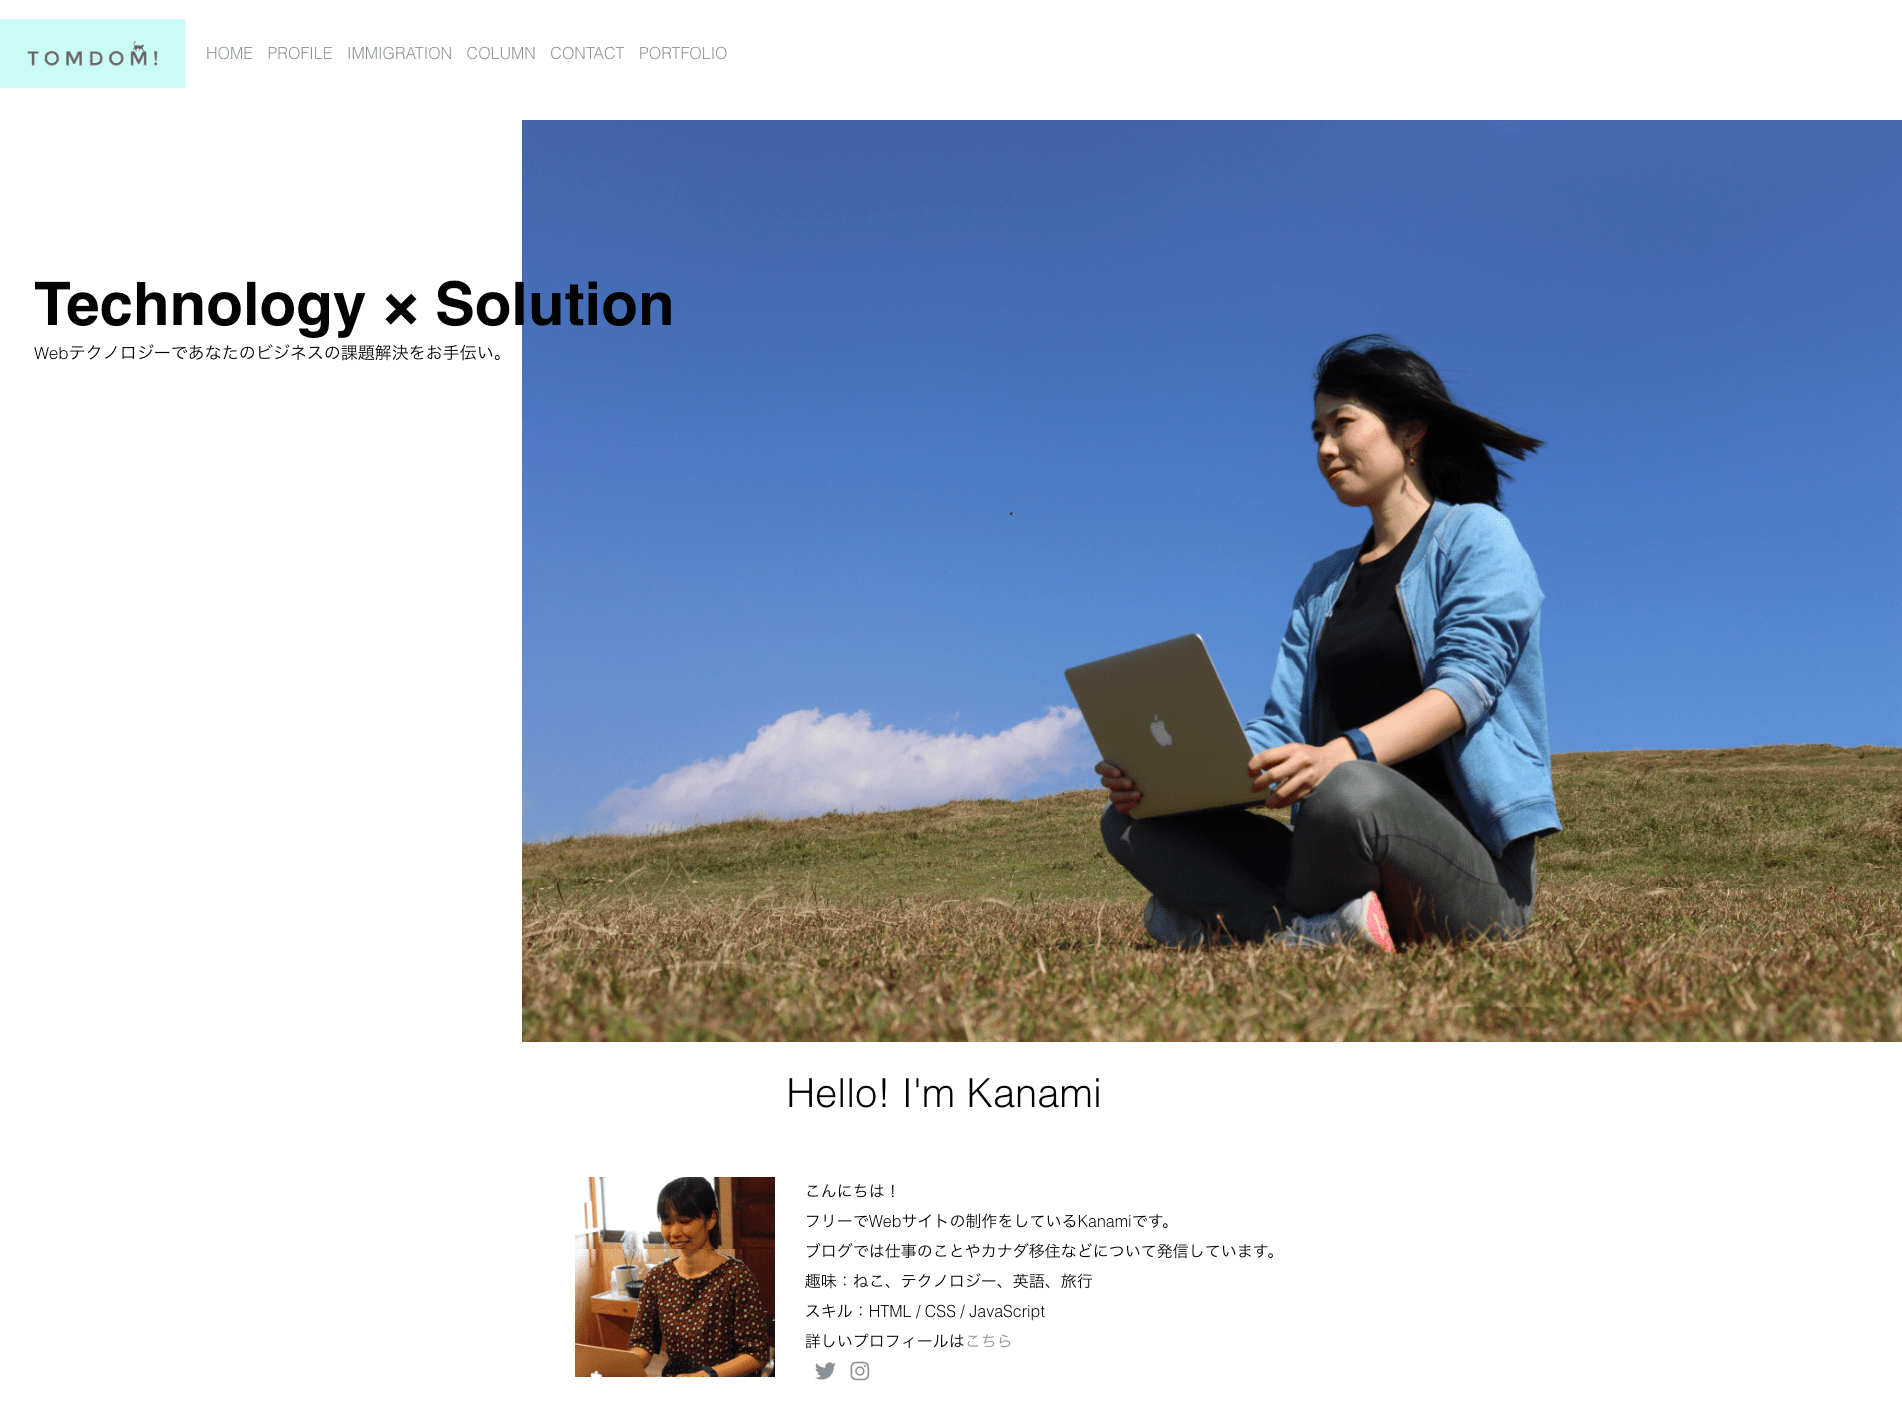 TOMDOM!
HOME PROFILE IMMIGRATION COLUMN CONTACT PORTFOLIO
Technology × Solution
Webテクノロジーであなたのビジネスの課題解決をお手伝い。
Hello! I'm Kanami
こんにちは！
フリーでWebサイトの制作をしているKanamiです。
ブログでは仕事のことやカナダ移住などについて発信しています。
趣味：ねこ、テクノロジー、英語、旅行
スキル：HTML / CSS / JavaScript
詳しいプロフィールはこちら